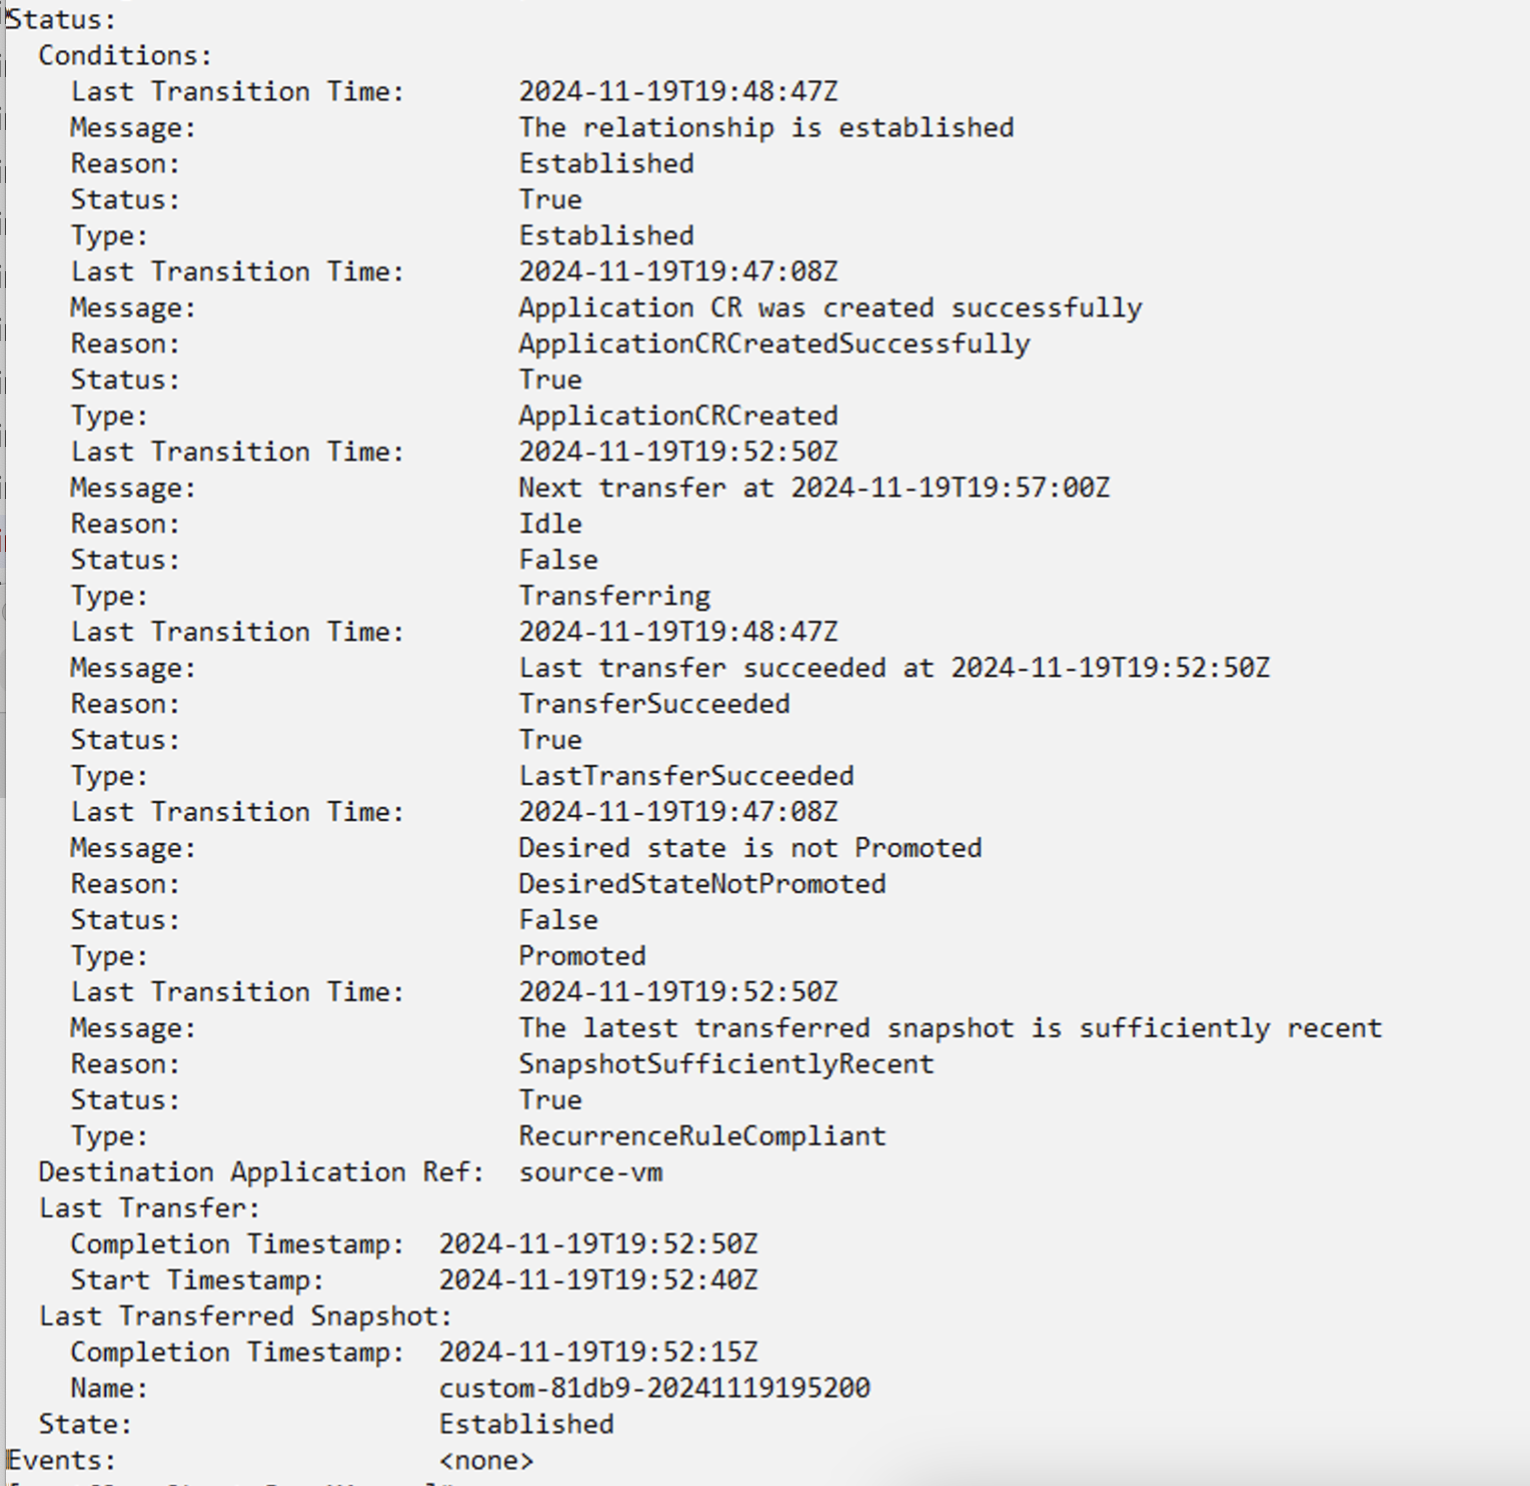 Status:
Conditions:
Last Transition Time: 2024-11-19T19:48:47Z
Message: The relationship is established
Reason: Established
Status: True
Type: Established
Last Transition Time: 2024-11-19T19:47:08Z
Message: Application CR was created successfully
Reason: ApplicationCRCreatedSuccessfully
Status: True
Type: ApplicationCRCreated
Last Transition Time: 2024-11-19T19:52:50Z
Message: Next transfer at 2024-11-19T19:57:00Z
Reason: Idle
Status: False
Type: Transferring
Last Transition Time: 2024-11-19T19:48:47Z
Message: Last transfer succeeded at 2024-11-19T19:52:50Z
Reason: TransferSucceeded
Status: True
Type: LastTransferSucceeded
Last Transition Time: 2024-11-19T19:47:08Z
Message: Desired state is not Promoted
Reason: DesiredStateNotPromoted
Status: False
Type: Promoted
Last Transition Time: 2024-11-19T19:52:50Z
Message: The latest transferred snapshot is sufficiently recent
Reason: SnapshotSufficientlyRecent
Status: True
Type: RecurrenceRuleCompliant
Destination Application Ref: source-vm
Last Transfer:
Completion Timestamp: 2024-11-19T19:52:50Z
Start Timestamp: 2024-11-19T19:52:40Z
Last Transferred Snapshot:
Completion Timestamp: 2024-11-19T19:52:15Z
Name: custom-81db9-20241119195200
State: Established
Events: <none>